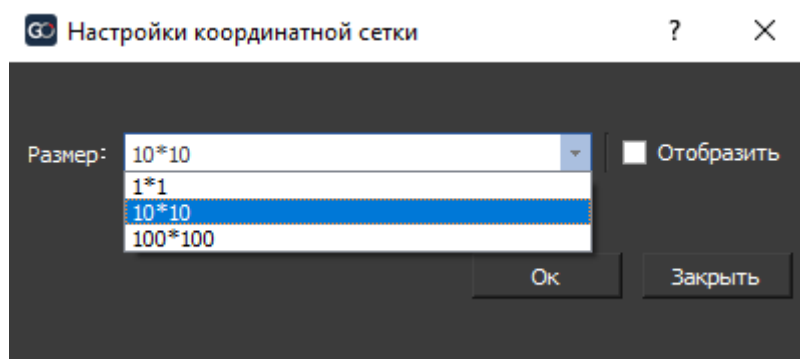 GO Настройки координатной сетки ? ×
Размер: 10*10 Отобразить
1*1
10*10
100*100
Ок Закрыть